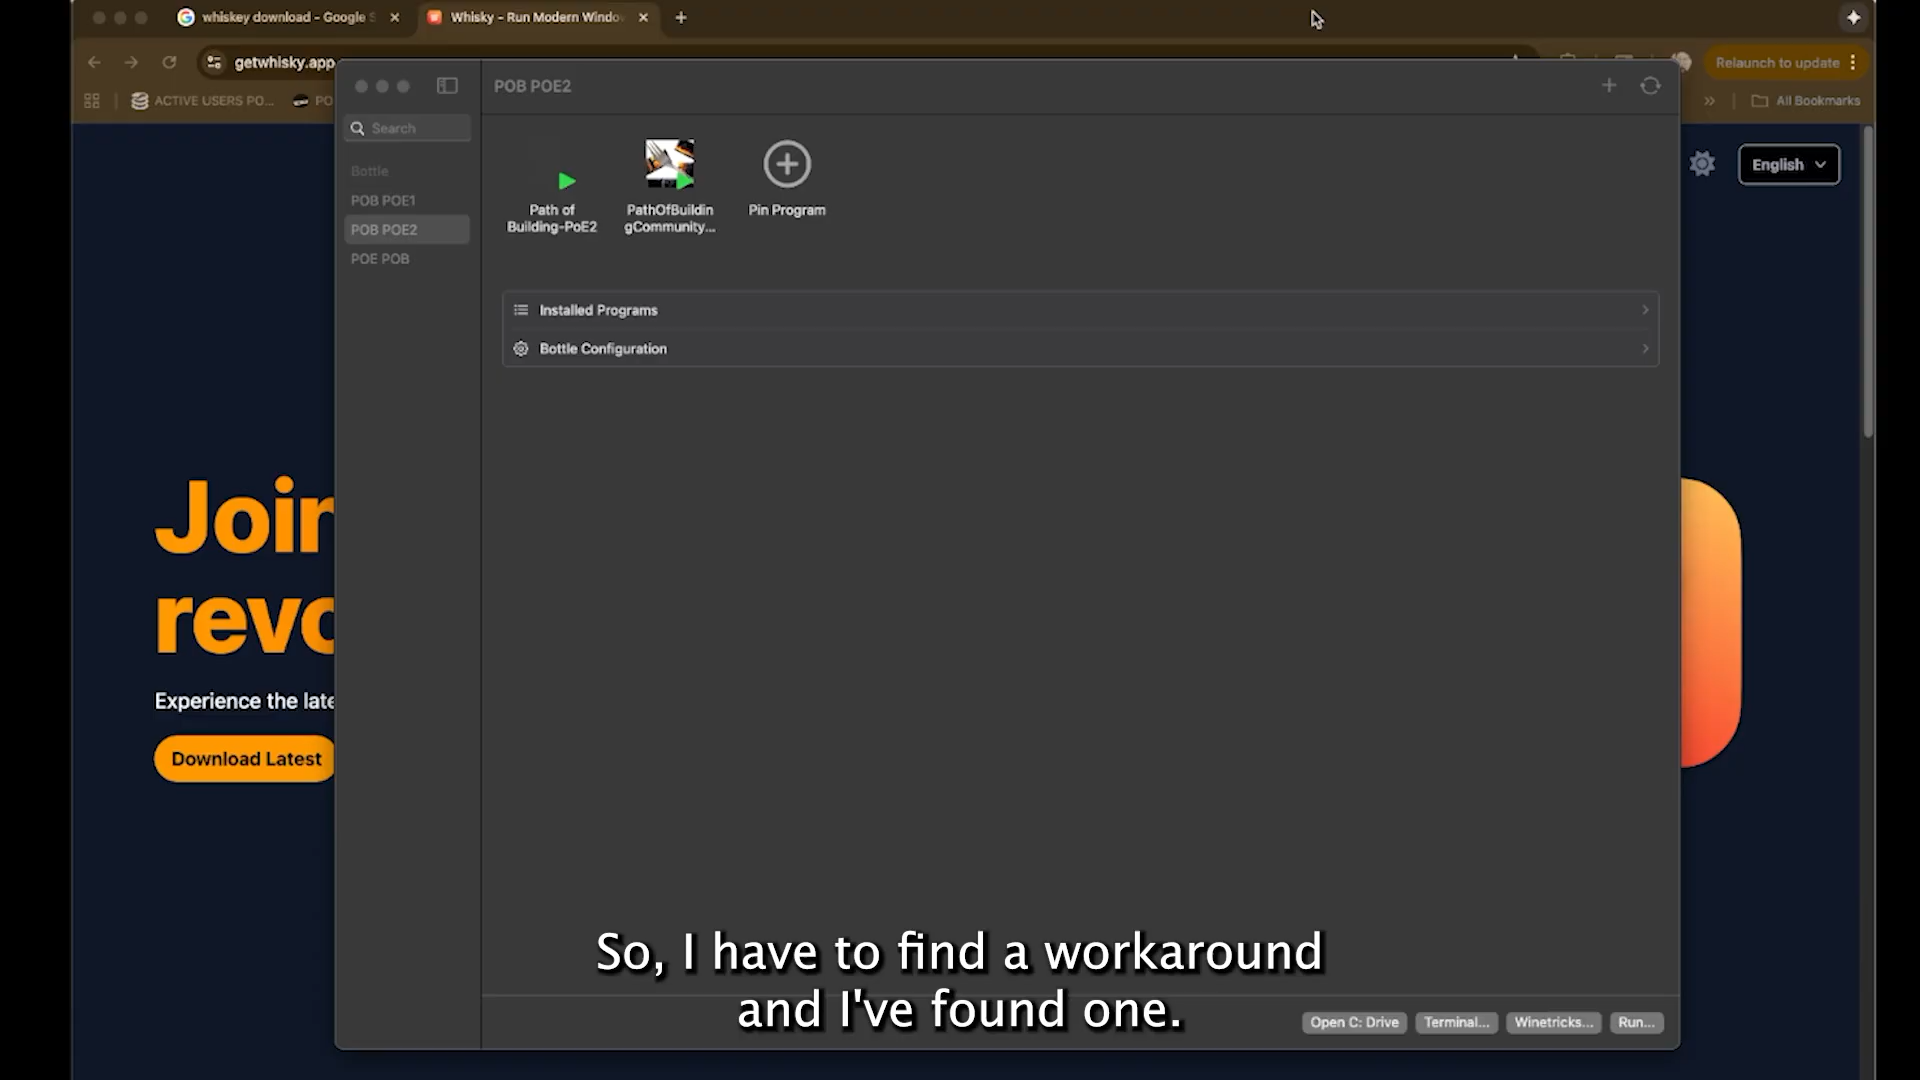 whiskey download - Google S
Whisky - Run Modern Windo
getwhisky.app
Relaunch to update
ACTIVE USERS PO...
PO
All Bookmarks
POB POE2
Search
English
Bottle
POB POE1
POB POE2
POE POB
Path of
Building-PoE2
PathOfBuildin
gCommunity...
Pin Program
Installed Programs
Bottle Configuration
Join
revo
Experience the late
Download Latest
So, I have to find a workaround
and I've found one.
Open C: Drive
Terminal...
Winetricks...
Run...